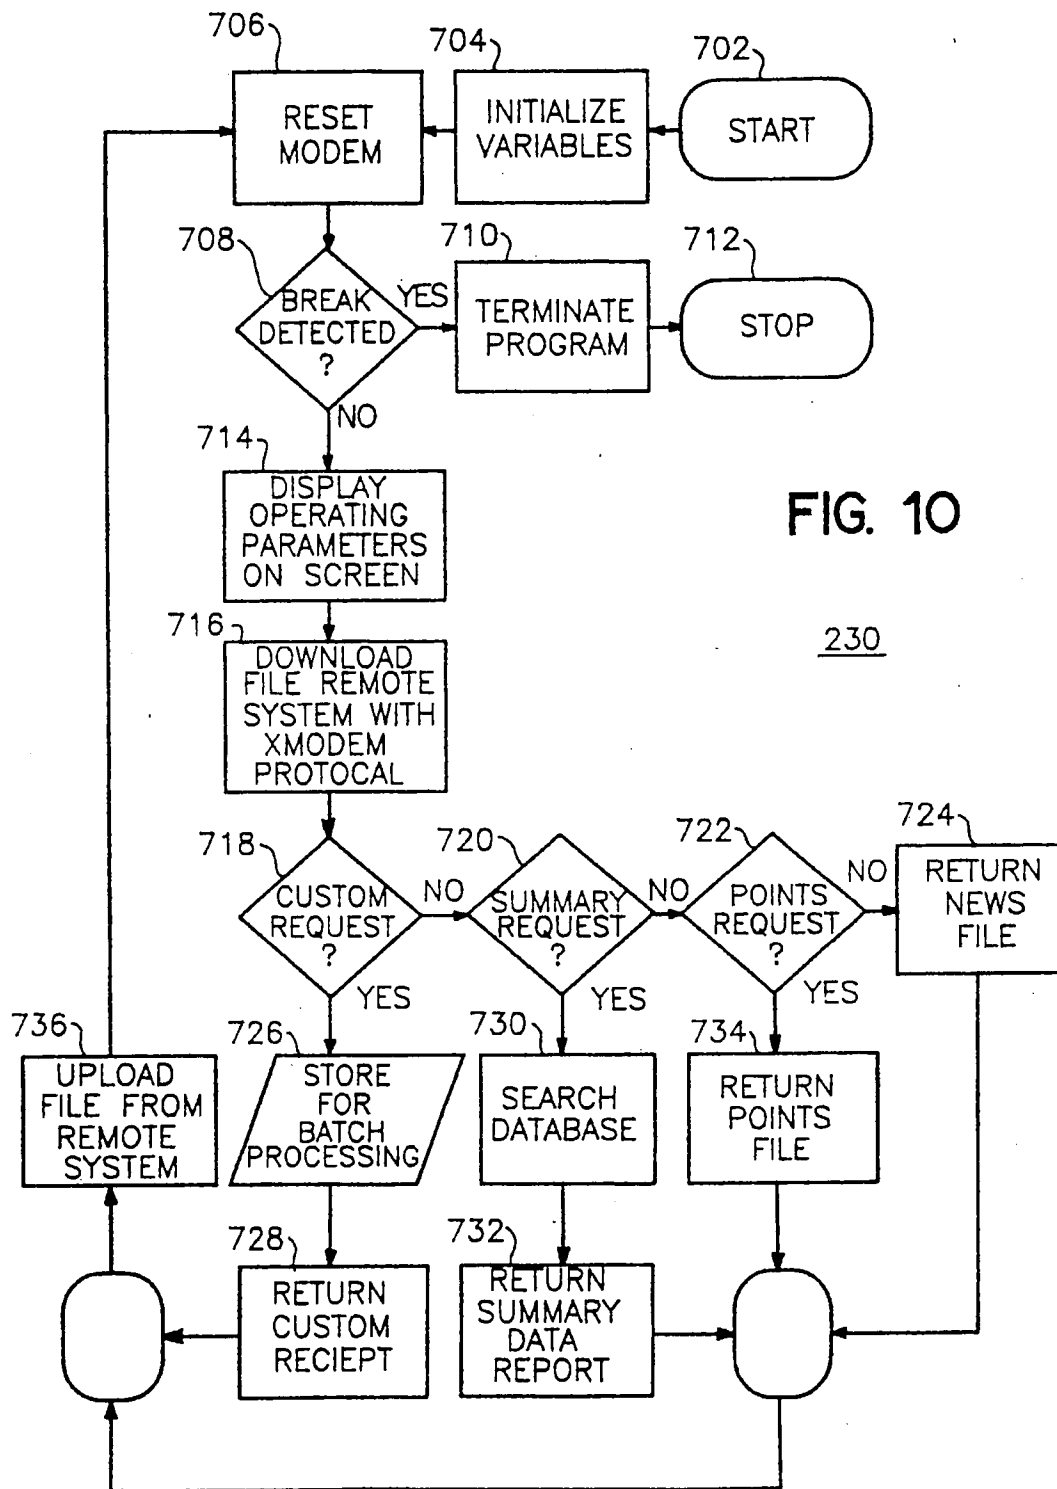 706
704
702
RESET
MODEM
INITIALIZE
VARIABLES
START
708
710
712
BREAK
DETECTED
?
YES
TERMINATE
PROGRAM
STOP
NO
714
DISPLAY
OPERATING
PARAMETERS
ON SCREEN
FIG. 10
230
716
DOWNLOAD
FILE REMOTE
SYSTEM WITH
XMODEM
PROTOCAL
718
720
722
724
CUSTOM
REQUEST
?
NO
SUMMARY
REQUEST
?
NO
POINTS
REQUEST
?
NO
RETURN
NEWS
FILE
YES
YES
YES
736
726
730
734
UPLOAD
FILE FROM
REMOTE
SYSTEM
STORE
FOR
BATCH
PROCESSING
SEARCH
DATABASE
RETURN
POINTS
FILE
728
732
RETURN
CUSTOM
RECIEPT
RETURN
SUMMARY
DATA
REPORT